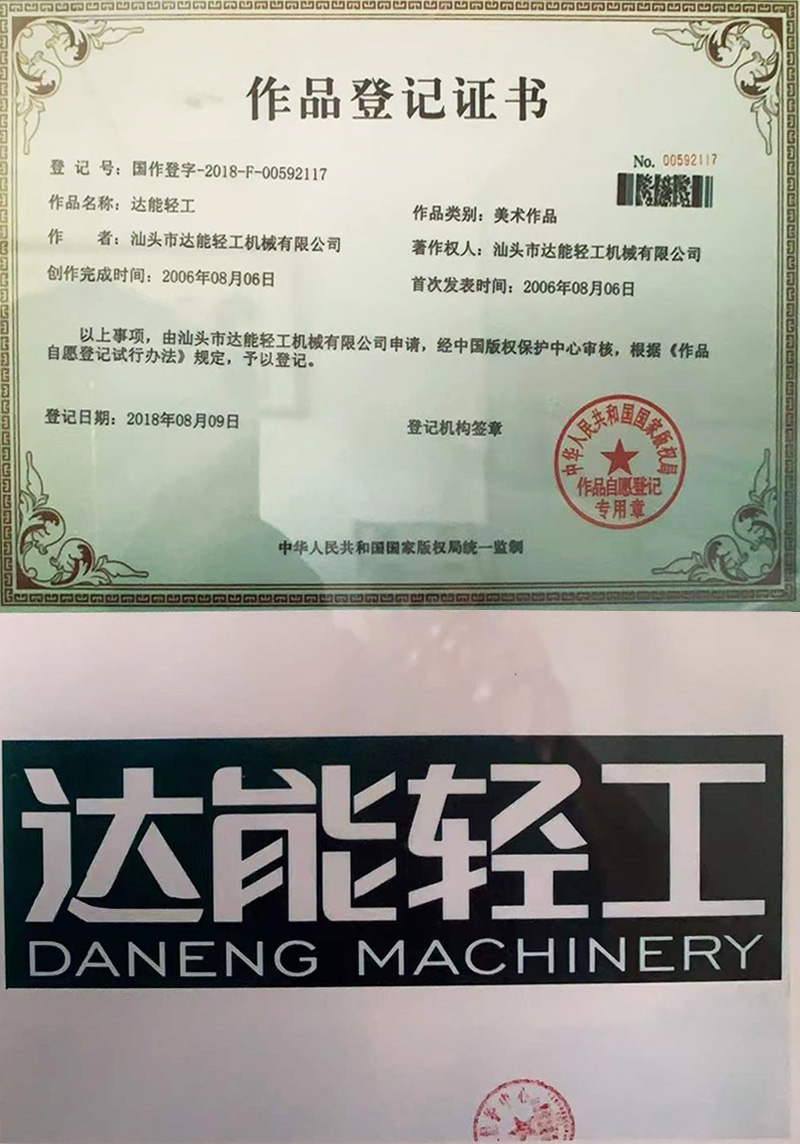 作品登记证书
No. 00592117
登 记 号：国作登字-2018-F-00592117
作品名称：达能轻工
作品类别：美术作品
作 者：汕头市达能轻工机械有限公司
著作权人：汕头市达能轻工机械有限公司
创作完成时间：2006年08月06日
首次发表时间：2006年08月06日
以上事项，由汕头市达能轻工机械有限公司申请，经中国版权保护中心审核，根据《作品
自愿登记试行办法》规定，予以登记。
登记日期：2018年08月09日
登记机构签章
中华人民共和国国家版权局
作品自愿登记
专用章
中华人民共和国国家版权局统一监制
达能轻工
DANENG MACHINERY